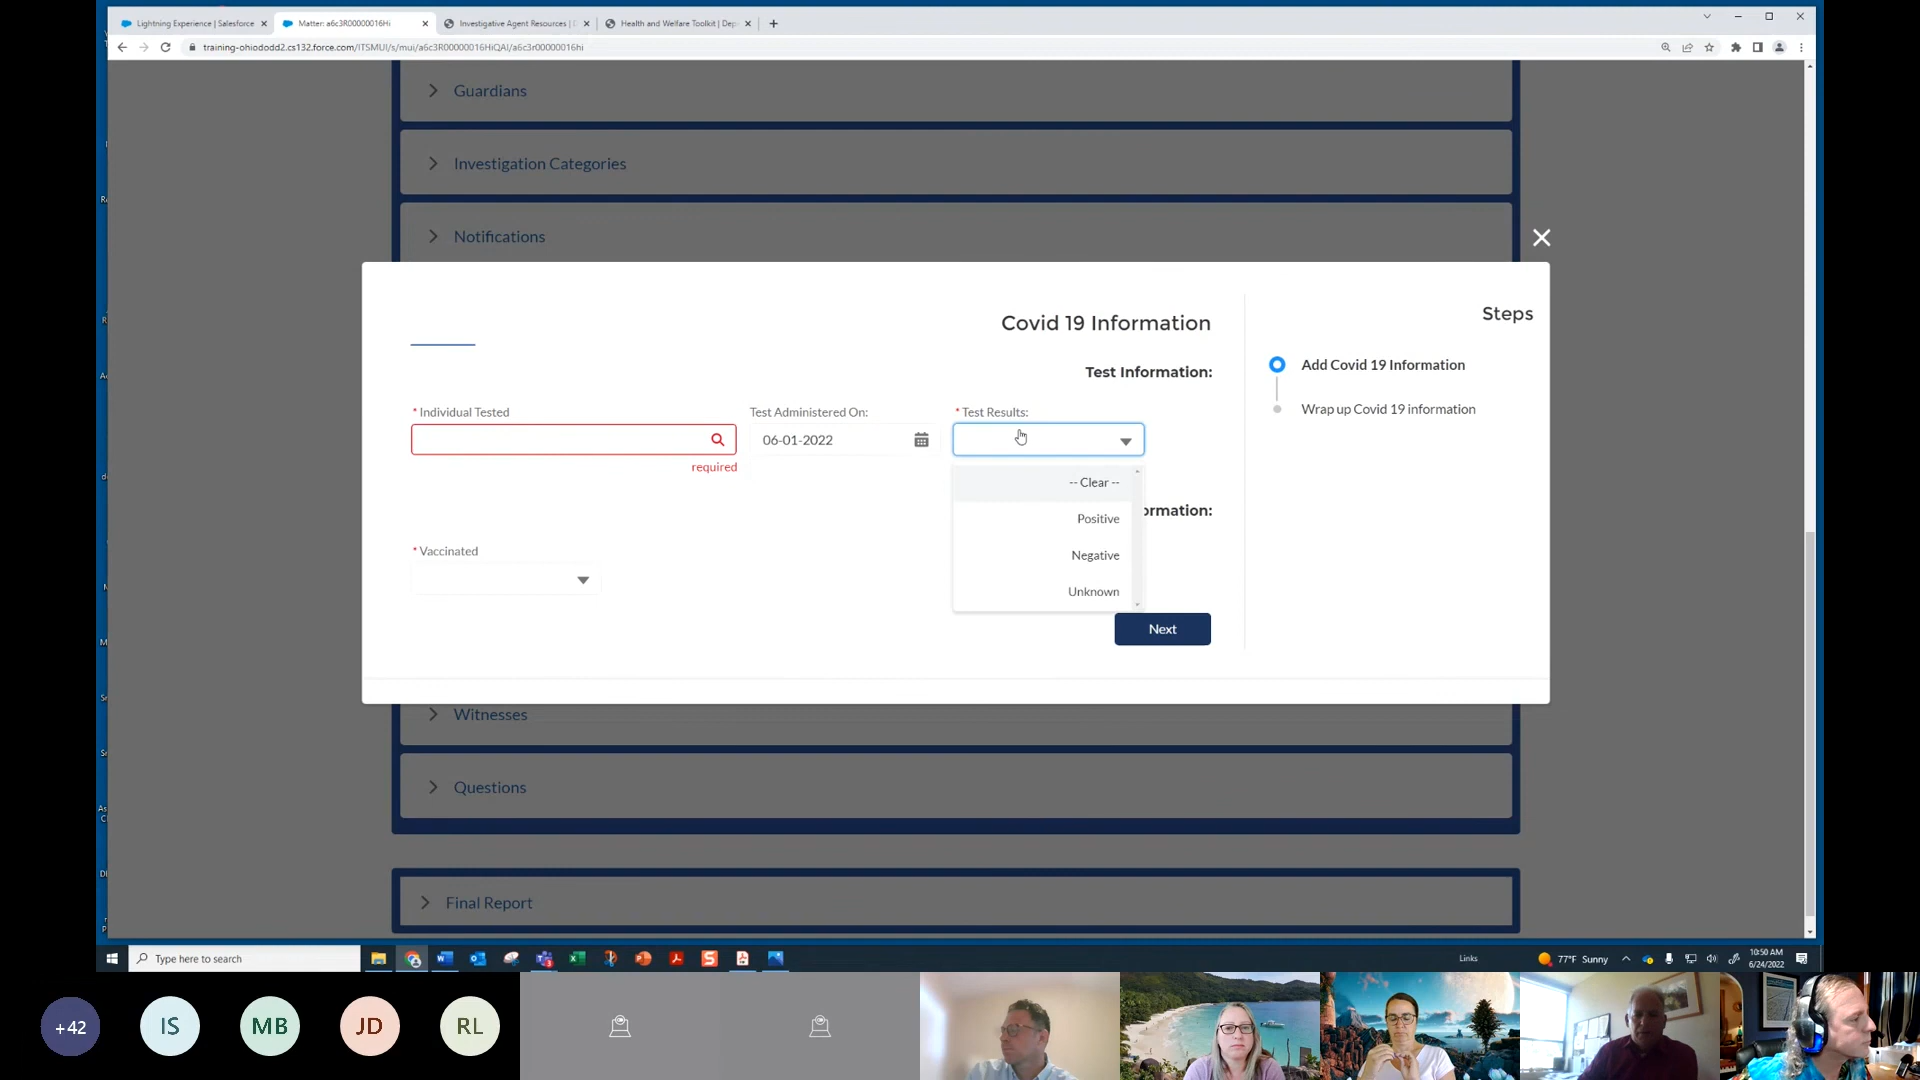 Lightning Experience | Salesforce
Matter: a6c3R00000016Hi
Investigative Agent Resources | D
Health and Welfare Toolkit | Dep
training-ohiododd2.cs132.force.com/ITSMUI/s/mui/a6c3R00000016HiQAI/a6c3r00000016hi
Guardians
Investigation Categories
Notifications
Covid 19 Information
Steps
Test Information:
Add Covid 19 Information
Wrap up Covid 19 information
* Individual Tested
Test Administered On:
* Test Results:
06-01-2022
required
-- Clear --
Positive
ormation:
Negative
* Vaccinated
Unknown
Next
Witnesses
Questions
Final Report
Type here to search
Links
77°F Sunny
10:50 AM
6/24/2022
+42
IS
MB
JD
RL